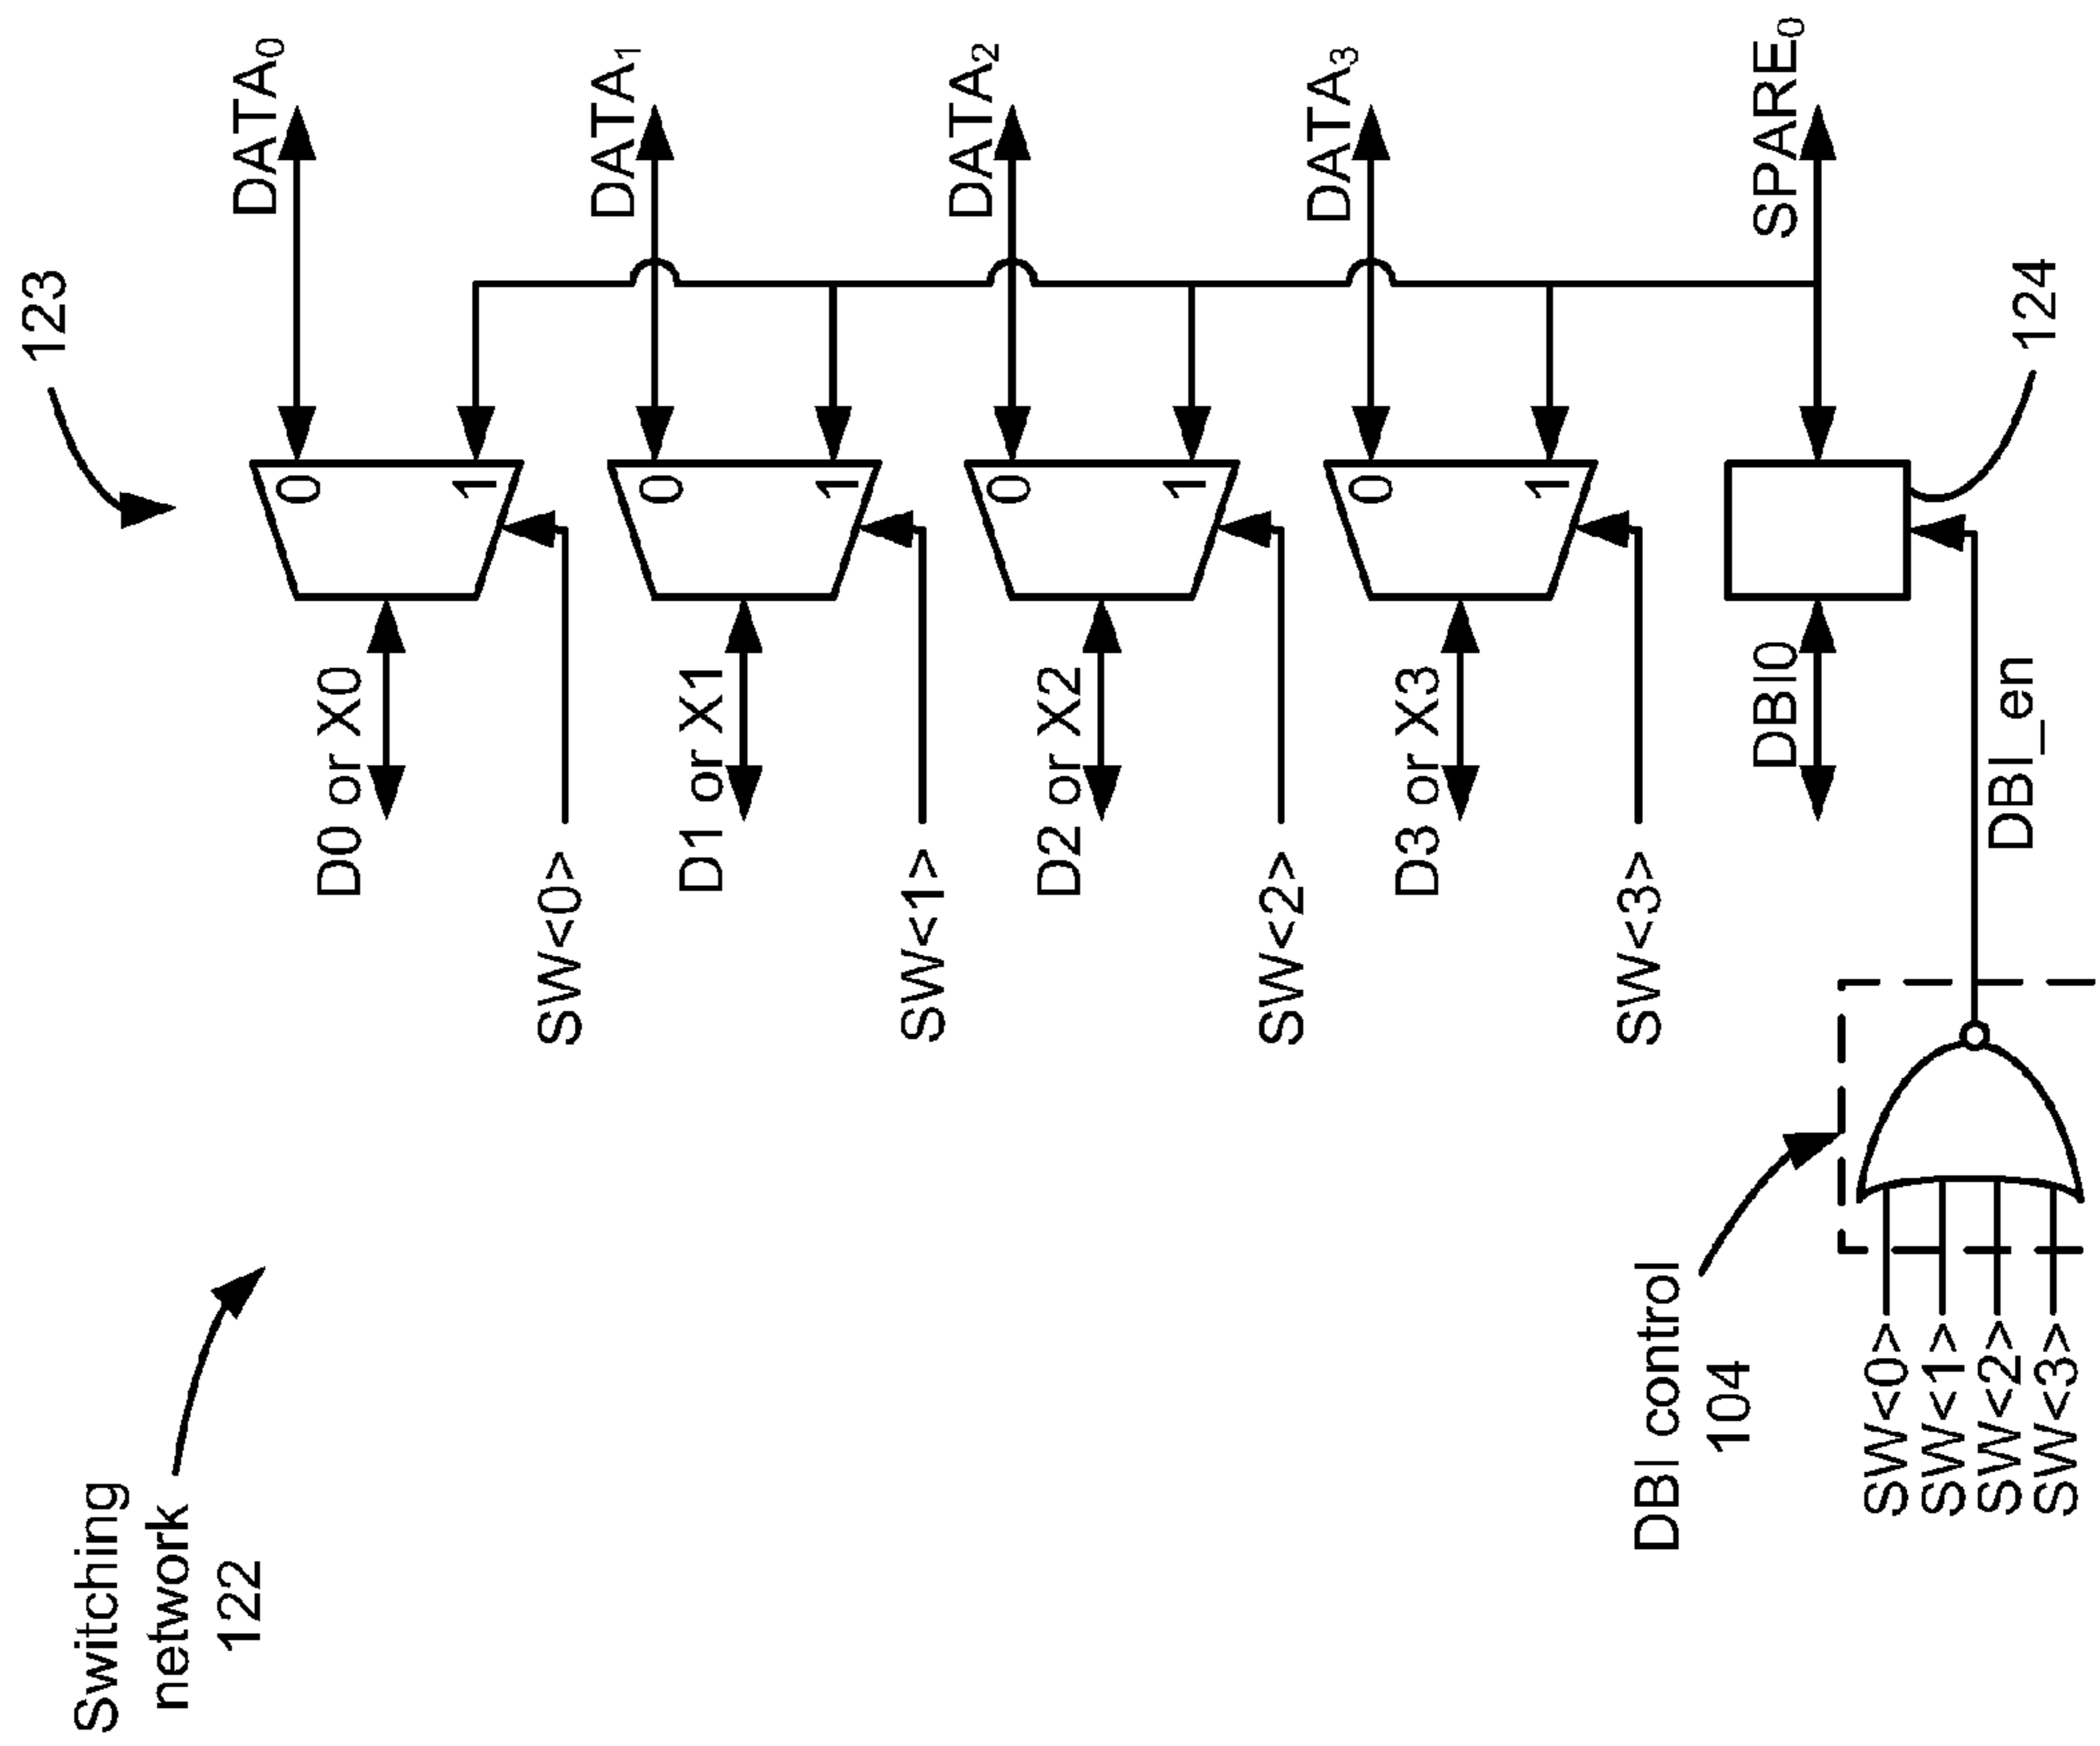 Switching
network
122
123
D0 or X0
0
1
DATA0
SW<0>
D1 or X1
0
1
DATA1
SW<1>
D2 or X2
0
1
DATA2
SW<2>
D3 or X3
0
1
DATA3
SW<3>
DBI0
SPARE0
124
DBI_en
DBI control
104
SW<0>
SW<1>
SW<2>
SW<3>